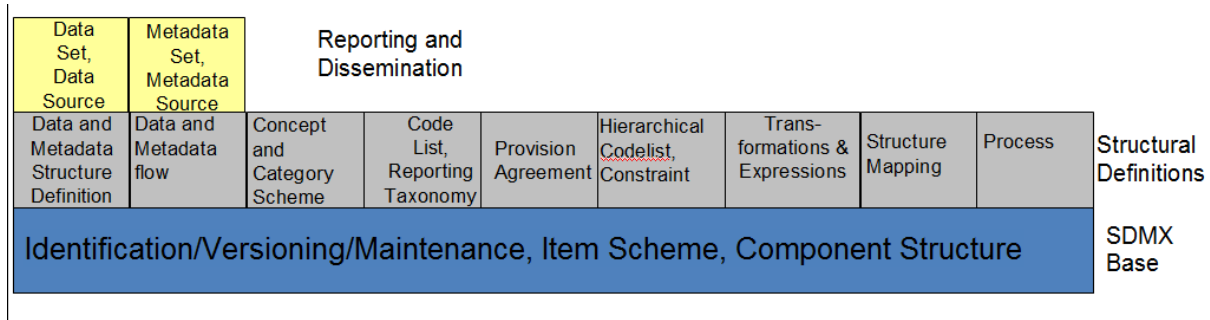 Data
Set,
Data
Source
Metadata
Set,
Metadata
Source
Reporting and
Dissemination
Data and
Metadata
Structure
Definition
Data and
Metadata
flow
Concept
and
Category
Scheme
Code
List,
Reporting
Taxonomy
Provision
Agreement
Hierarchical
Codelist,
Constraint
Trans-
formations &
Expressions
Structure
Mapping
Process
Structural
Definitions
Identification/Versioning/Maintenance, Item Scheme, Component Structure
SDMX
Base